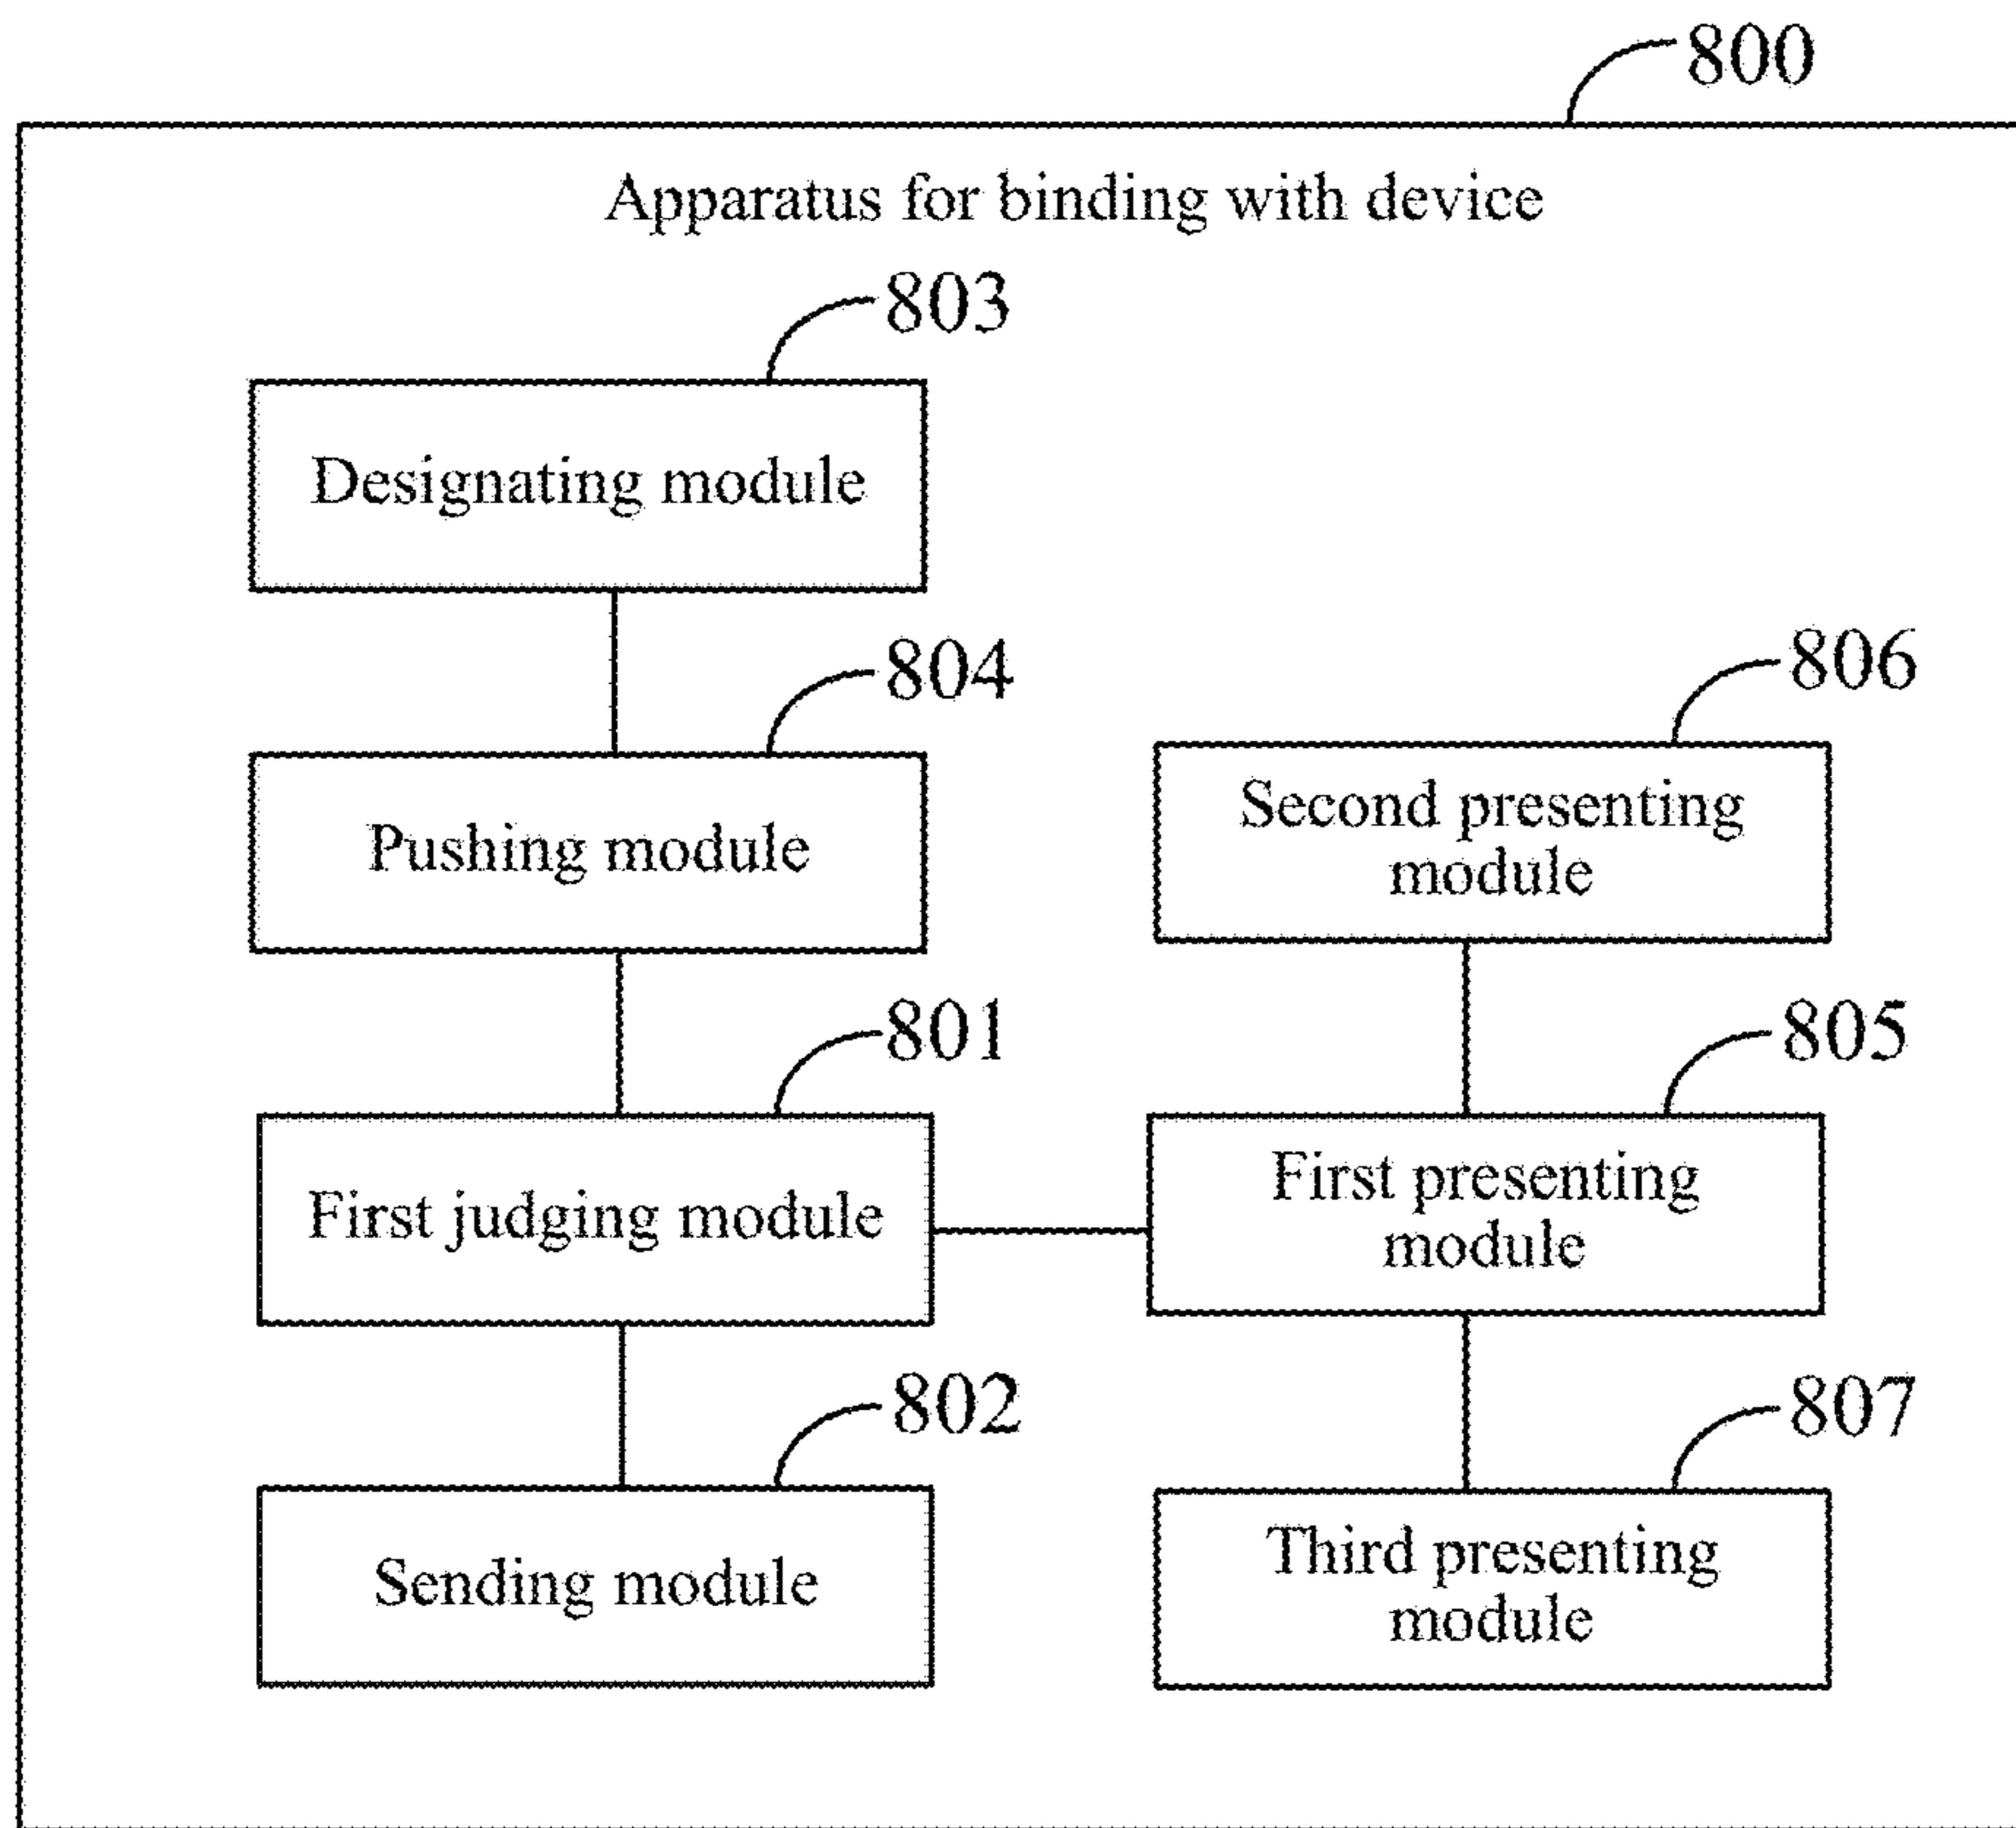 800
Apparatus for binding with device
803
Designating module
804
Pushing module
806
Second presenting
module
801
First judging module
805
First presenting
module
802
Sending module
807
Third presenting
module